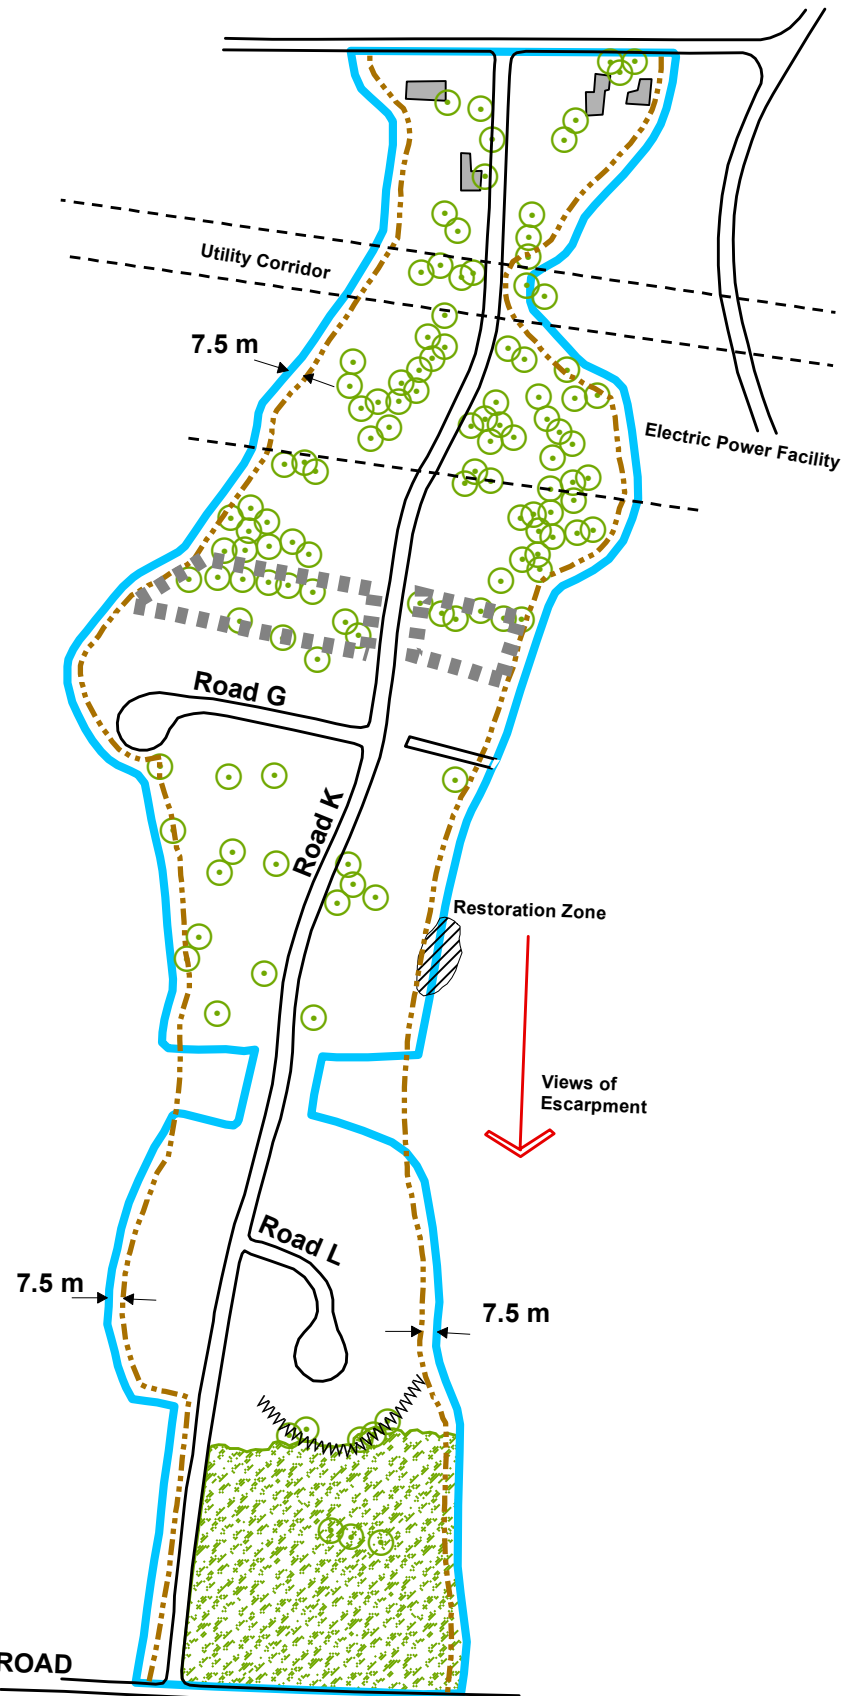 Utility Corridor
7.5 m
Electric Power Facility
Road G
Road K
Restoration Zone
Views of
Escarpment
Road L
7.5 m
7.5 m
ROAD